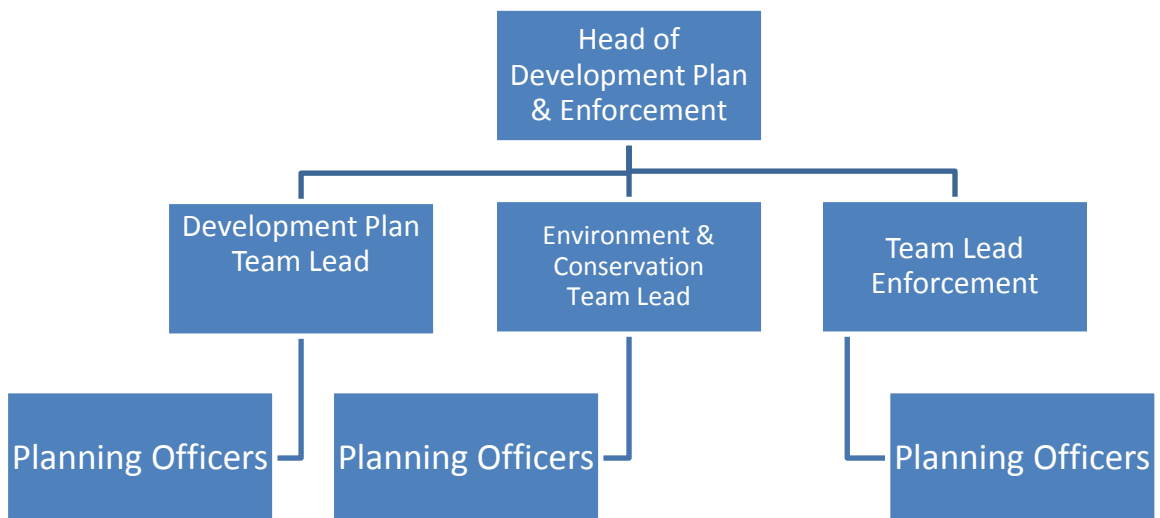 Head of
Development Plan
& Enforcement
Development Plan
Team Lead
Environment &
Conservation
Team Lead
Team Lead
Enforcement
Planning Officers
Planning Officers
Planning Officers